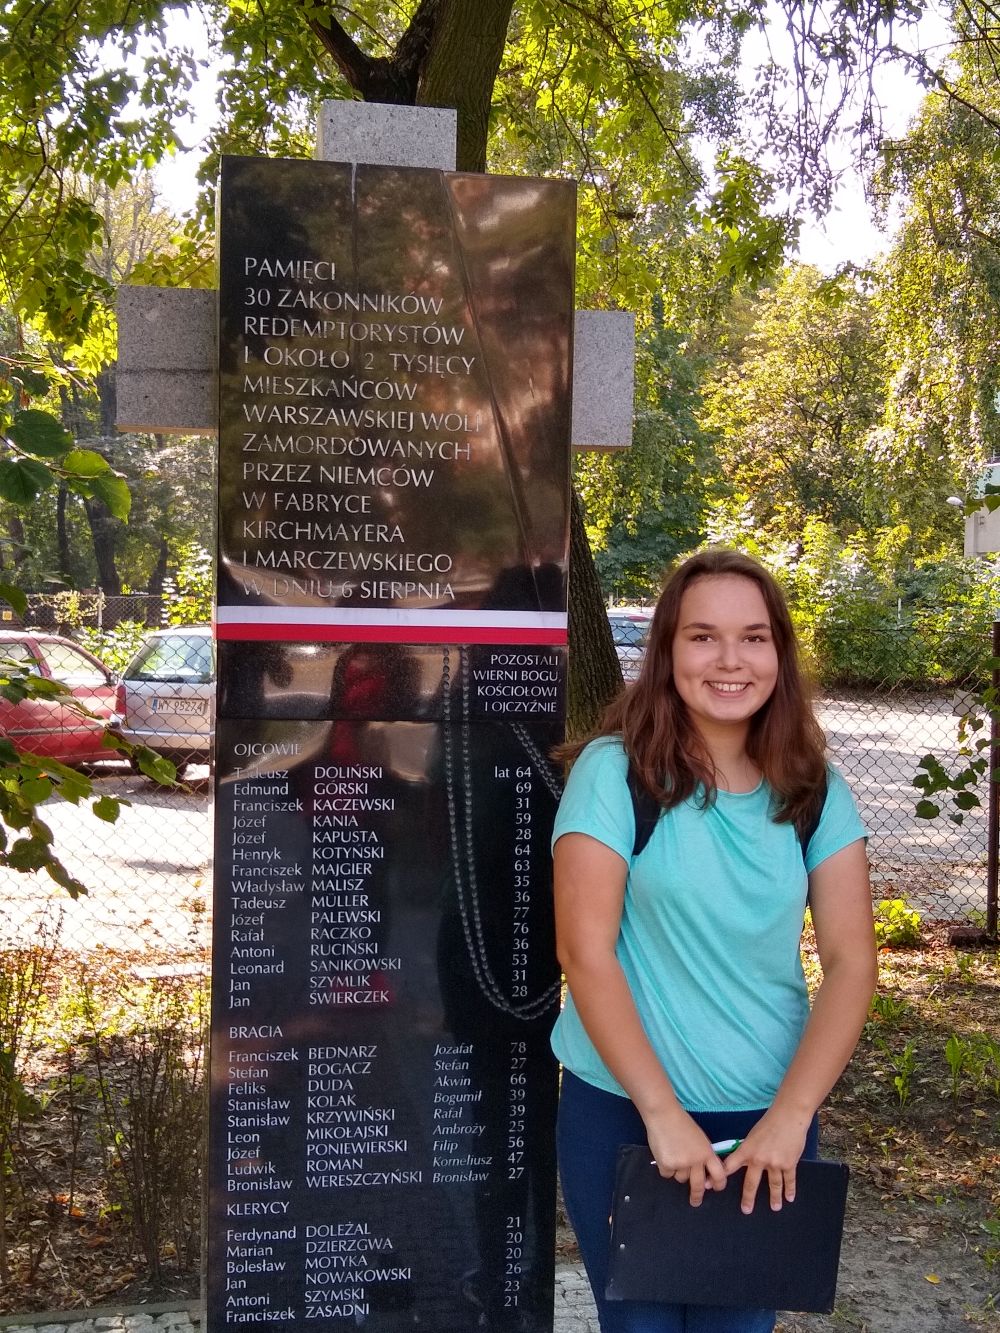 PAMIĘCI
30 ZAKONNIKÓW
REDEMPTORYSTÓW
I OKOŁO 2 TYSIĘCY
MIESZKAŃCÓW
WARSZAWSKIEJ WOLI
ZAMORDOWANYCH
PRZEZ NIEMCÓW
W FABRYCE
KIRCHMAYERA
I MARCZEWSKIEGO
W DNIU 6 SIERPNIA
POZOSTALI
WIERNI BOGU,
KOŚCIOŁOWI
I OJCZYŹNIE
OJCOWIE
Tadeusz DOLIŃSKI lat 64
Edmund GÓRSKI 69
Franciszek KACZEWSKI 31
Józef KANIA 59
Józef KAPUSTA 28
Henryk KOTYŃSKI 64
Franciszek MAJGIER 63
Władysław MALISZ 35
Tadeusz MÜLLER 36
Józef PALEWSKI 77
Rafał RACZKO 76
Antoni RUCIŃSKI 36
Leonard SANIKOWSKI 53
Jan SZYMLIK 31
Jan ŚWIERCZEK 28
BRACIA
Franciszek BEDNARZ Jozafat 78
Stefan BOGACZ Stefan 27
Feliks DUDA Akwin 66
Stanisław KOLAK Bogumił 39
Stanisław KRZYWIŃSKI Rafał 39
Leon MIKOŁAJSKI Ambroży 25
Józef PONIEWIERSKI Filip 56
Ludwik ROMAN Korneliusz 47
Bronisław WERESZCZYŃSKI Bronisław 27
KLERYCY
Ferdynand DOLEŻAL 21
Marian DZIERZGWA 20
Bolesław MOTYKA 20
Jan NOWAKOWSKI 26
Antoni SZYMSKI 23
Franciszek ZASADNI 21
WY 9527A